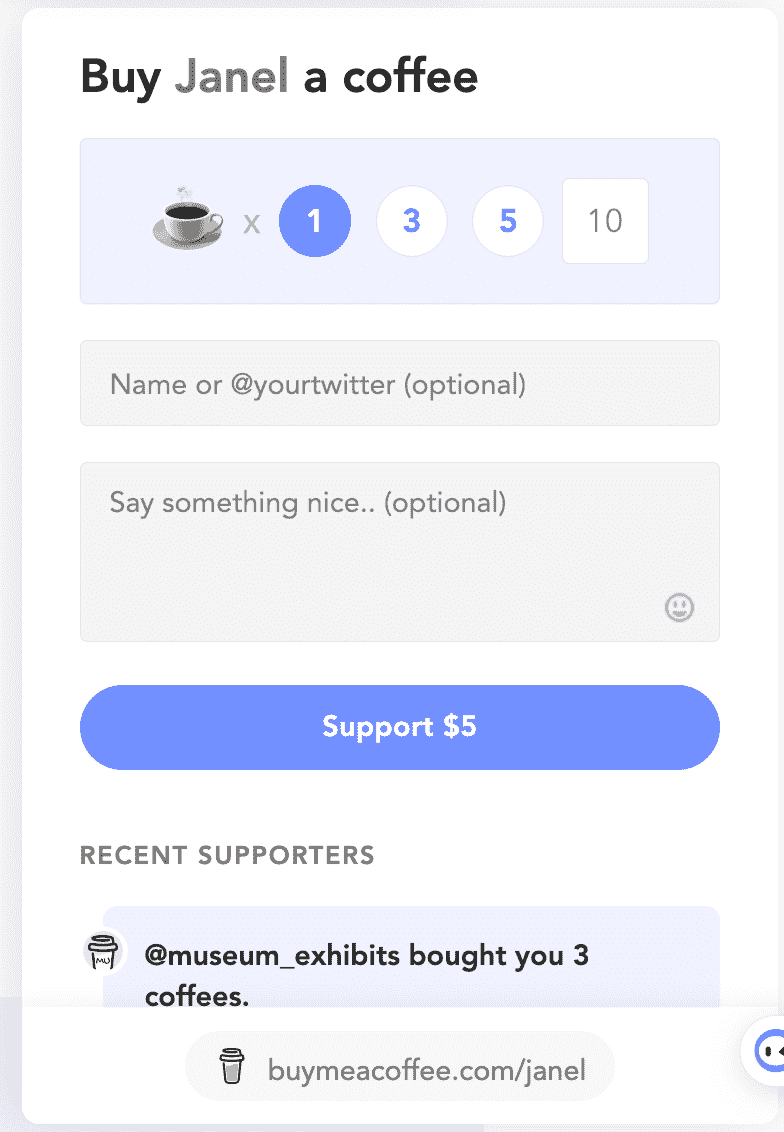 Buy Janel a coffee
x 1 3 5 10
Name or @yourtwitter (optional)
Say something nice.. (optional)
Support $5
RECENT SUPPORTERS
MU
@museum_exhibits bought you 3
coffees.
buymeacoffee.com/janel